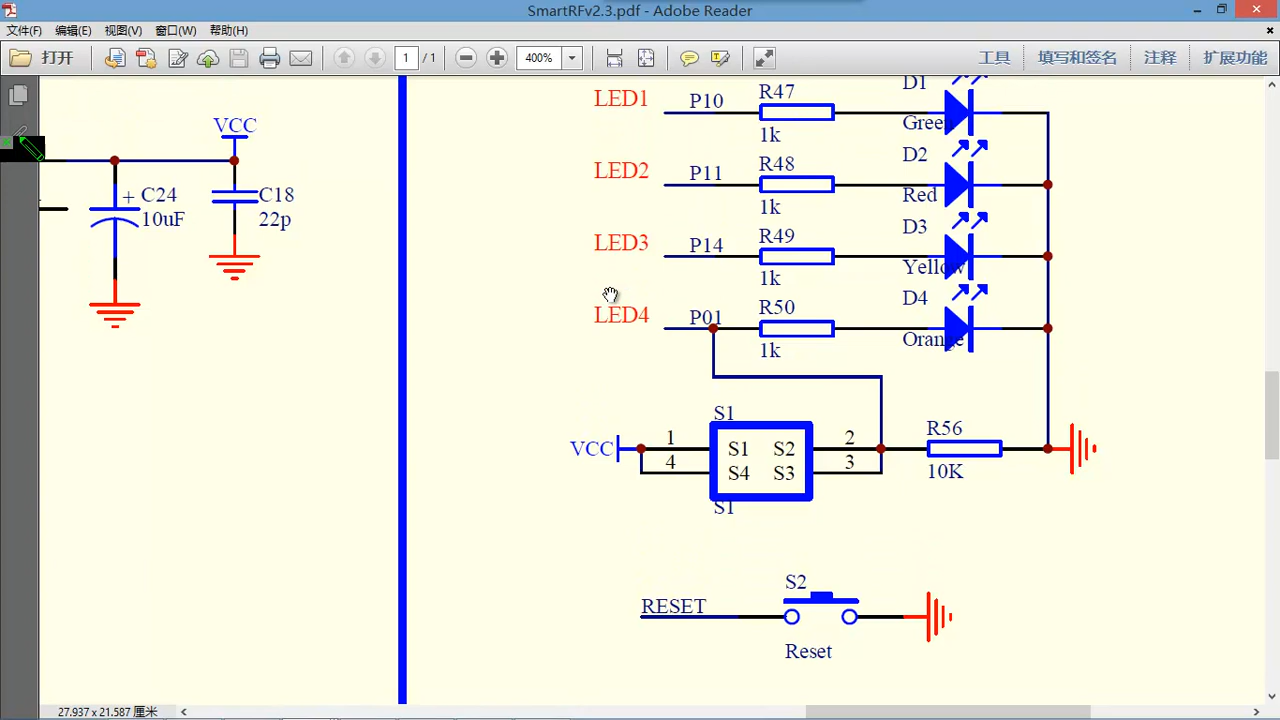 SmartRFv2.3.pdf - Adobe Reader
文件(F) 编辑(E) 视图(V) 窗口(W) 帮助(H)
打开 1 / 1 400% 工具 填写和签名 注释 扩展功能
LED1 P10 R47 1k D1 Green
LED2 P11 R48 1k D2 Red
LED3 P14 R49 1k D3 Yellow
LED4 P01 R50 1k D4 Orange
VCC
+ C24 C18
10uF 22p
S1
VCC 1 S1 S2 2 R56
4 S4 S3 3 10K
S1
S2
RESET
Reset
27.937 x 21.587 厘米